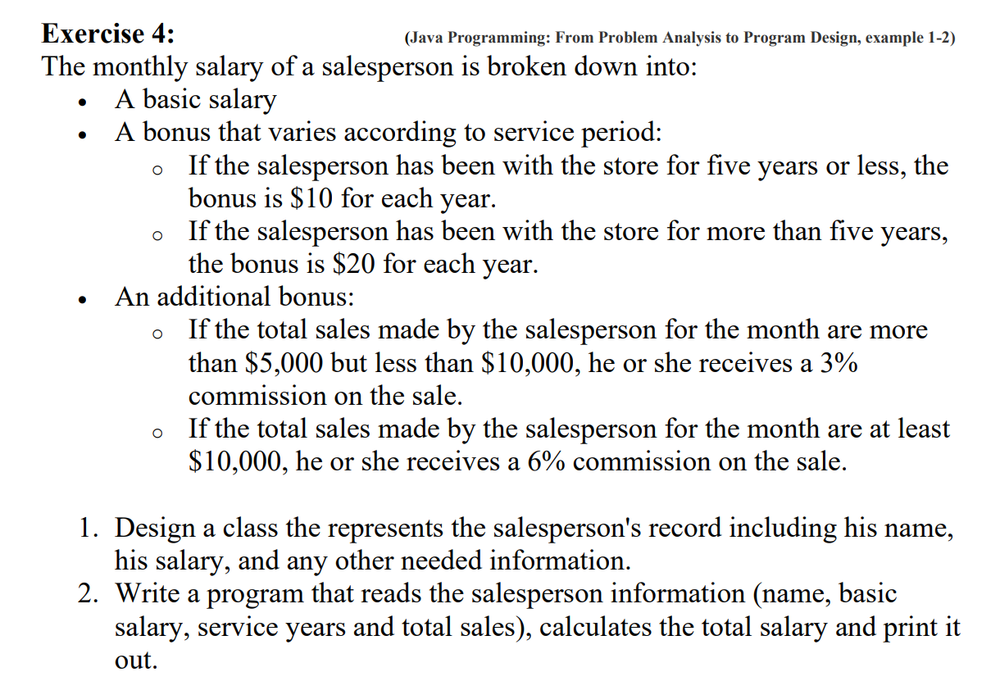 Exercise 4: (Java Programming: From Problem Analysis to Program Design, example 1-2)
The monthly salary of a salesperson is broken down into:
• A basic salary
• A bonus that varies according to service period:
o If the salesperson has been with the store for five years or less, the
bonus is $10 for each year.
o If the salesperson has been with the store for more than five years,
the bonus is $20 for each year.
• An additional bonus:
o If the total sales made by the salesperson for the month are more
than $5,000 but less than $10,000, he or she receives a 3%
commission on the sale.
o If the total sales made by the salesperson for the month are at least
$10,000, he or she receives a 6% commission on the sale.
1. Design a class the represents the salesperson's record including his name,
his salary, and any other needed information.
2. Write a program that reads the salesperson information (name, basic
salary, service years and total sales), calculates the total salary and print it
out.